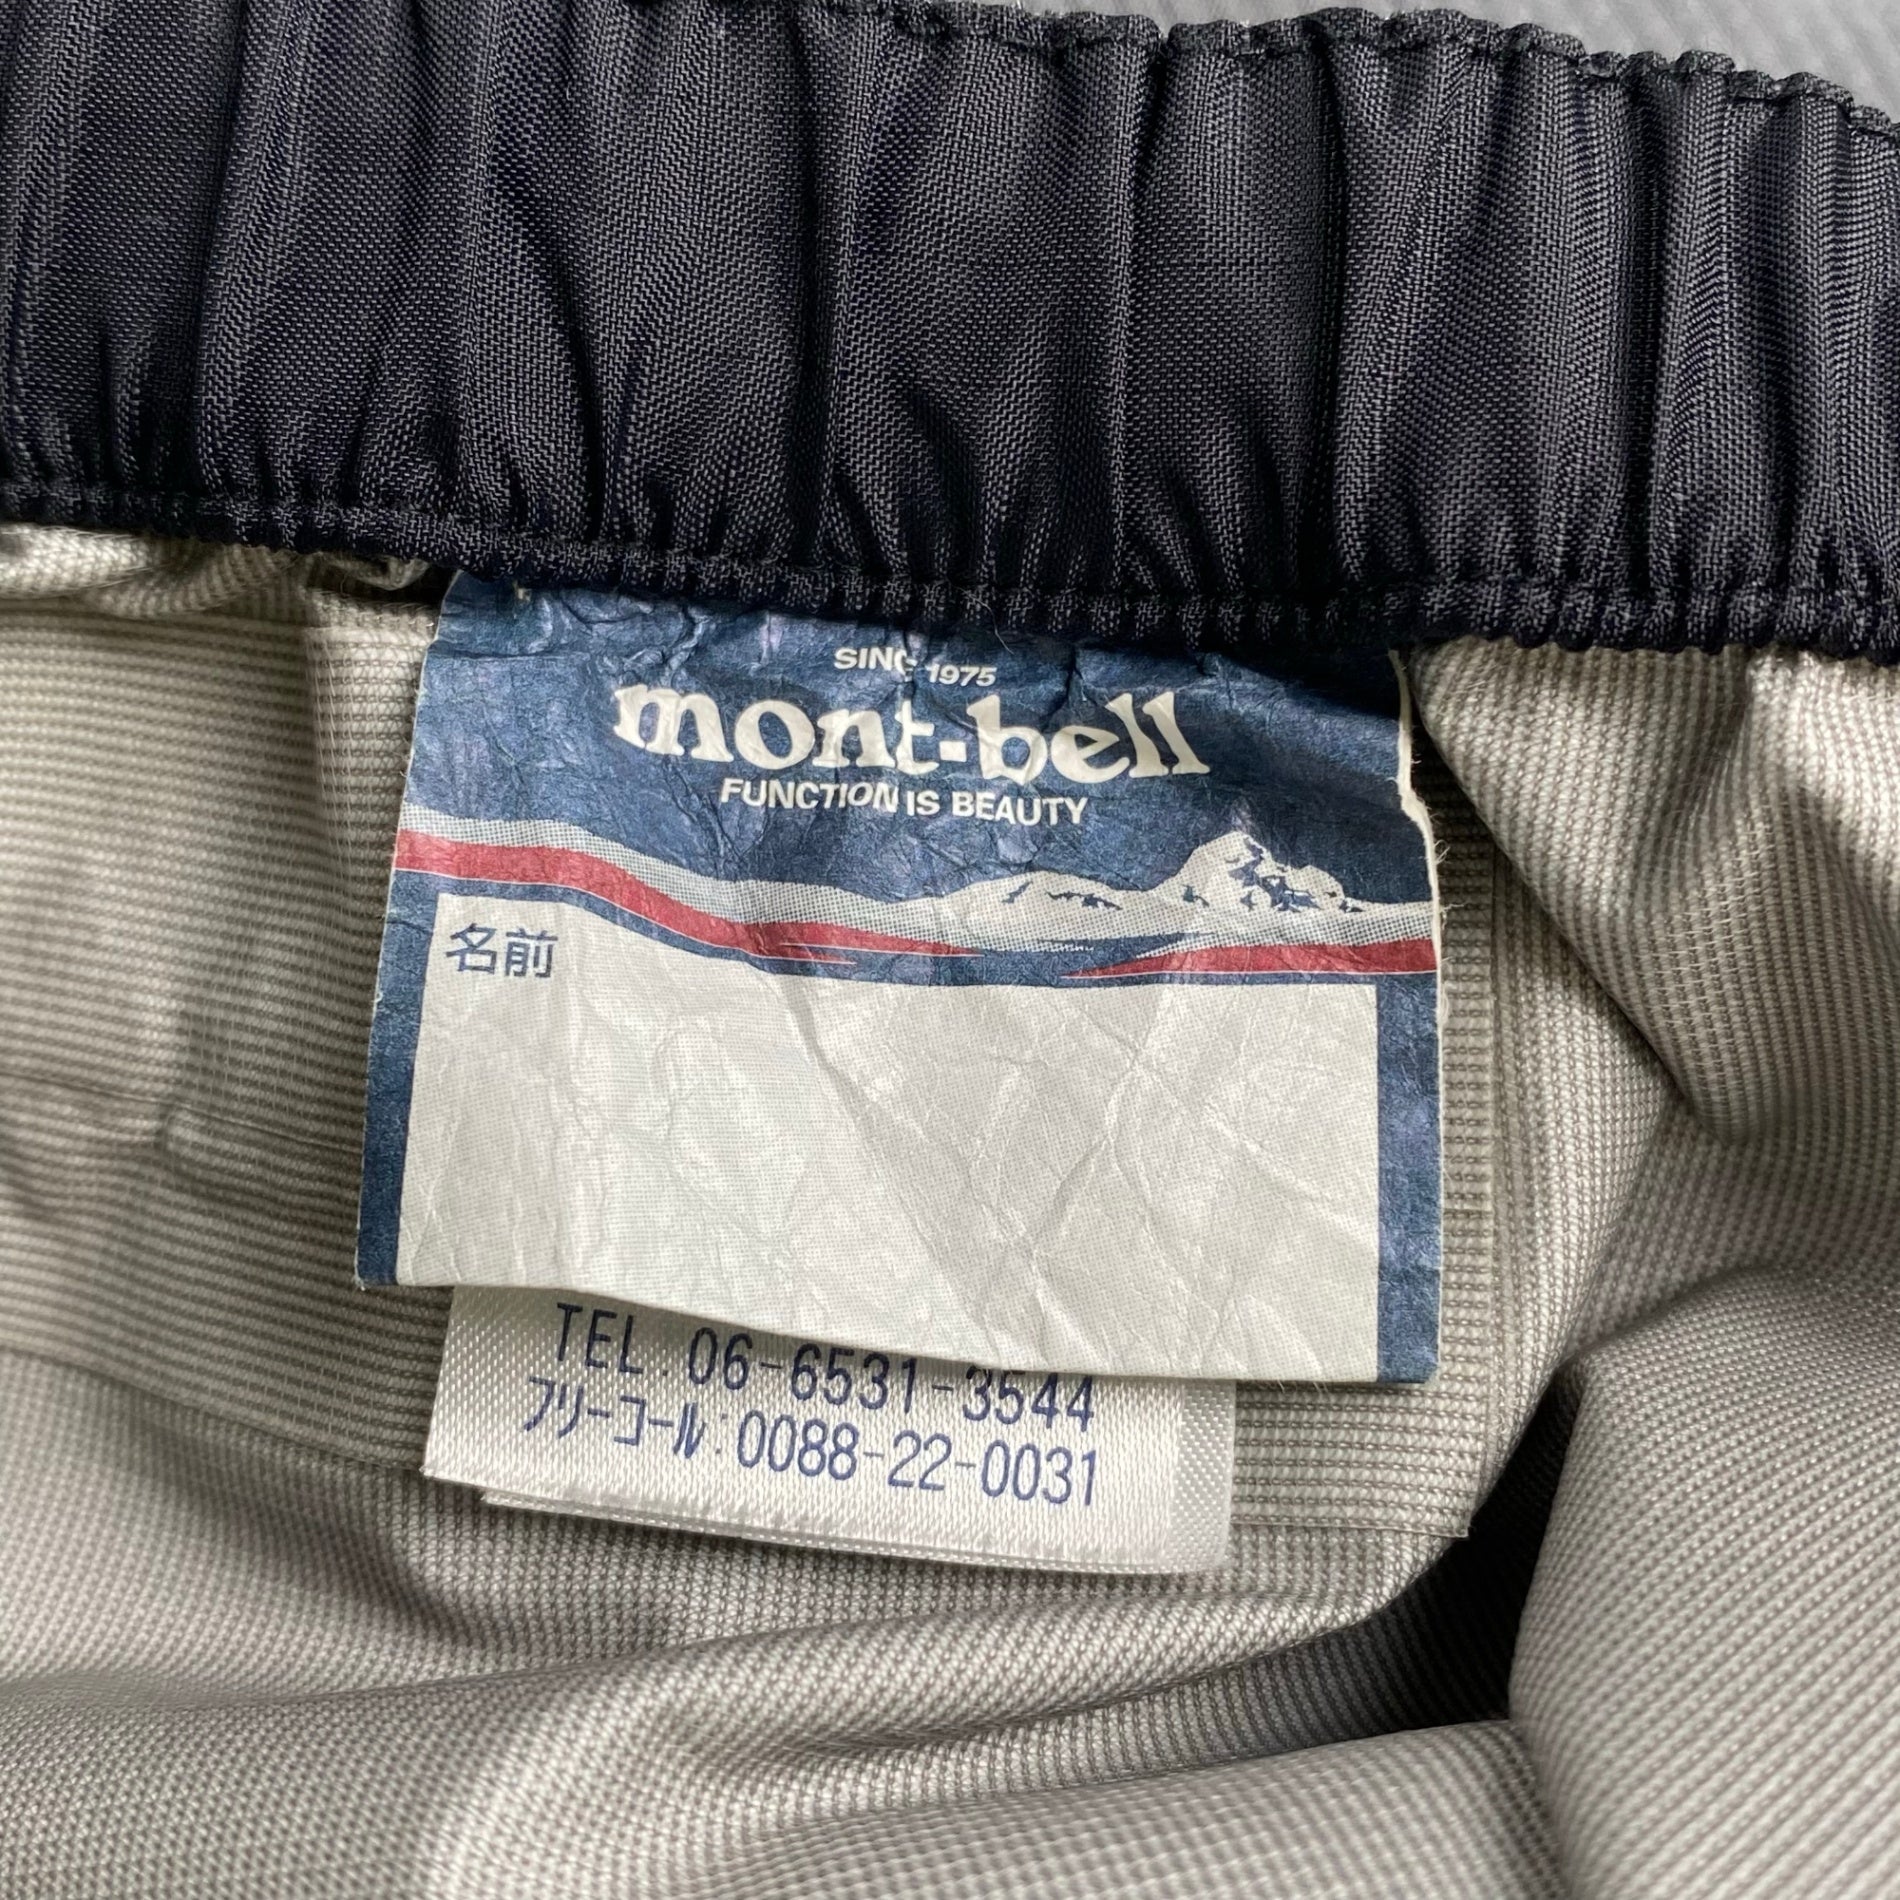 SINCE 1975
mont-bell
FUNCTION IS BEAUTY
名前
TEL. 06-6531-3544
フリーコール:0088-22-0031